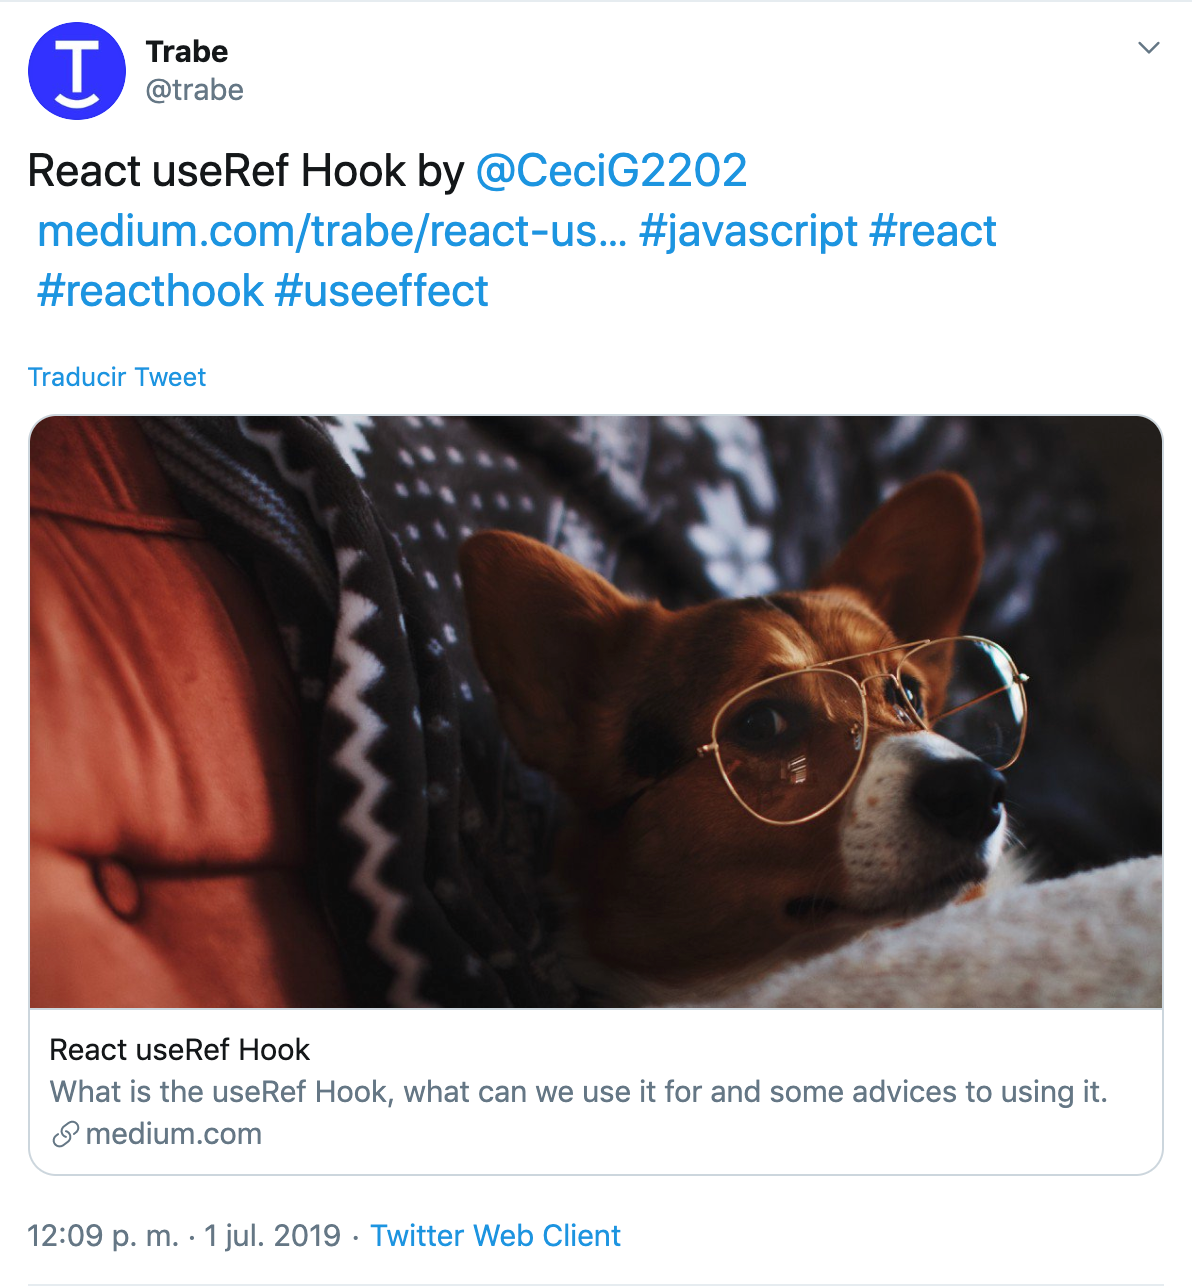 Trabe
@trabe
React useRef Hook by @CeciG2202
medium.com/trabe/react-us... #javascript #react
#reacthook #useeffect
Traducir Tweet
React useRef Hook
What is the useRef Hook, what can we use it for and some advices to using it.
medium.com
12:09 p. m. · 1 jul. 2019 · Twitter Web Client